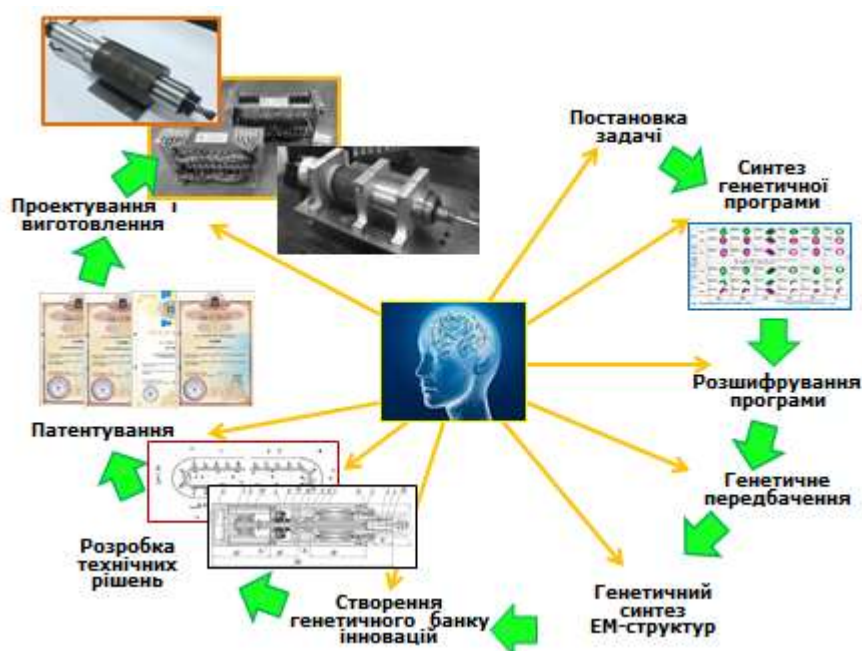 Постановка
задачі
Синтез
генетичної
програми
Розшифрування
програми
Генетичне
передбачення
Генетичний
синтез
ЕМ-структур
Створення
генетичного банку
інновацій
Розробка
технічних
рішень
Патентування
Проектування і
виготовлення